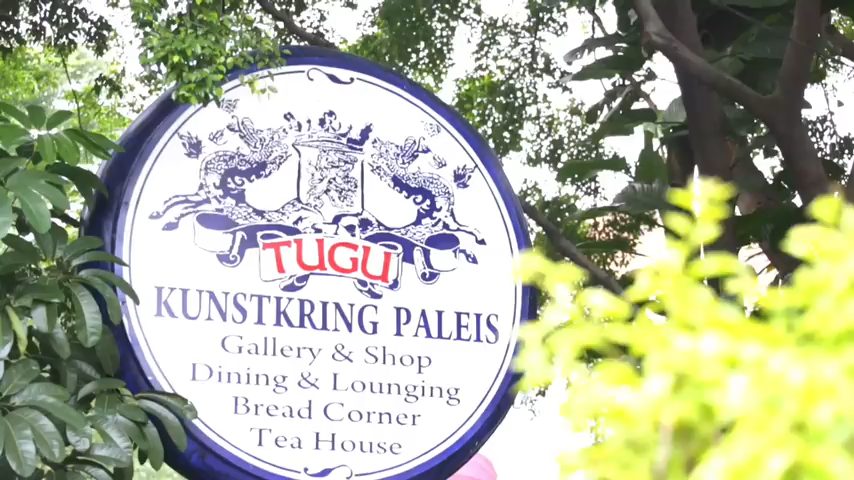 TUGU
KUNSTKRING PALEIS
Gallery & Shop
Dining & Lounging
Bread Corner
Tea House